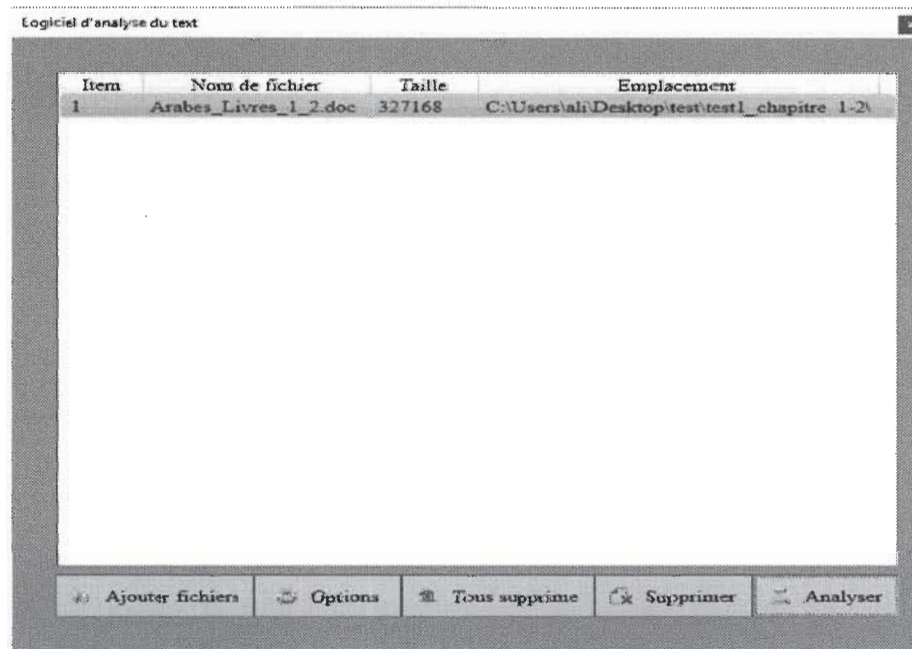 Logiciel d'analyse du text
Item Nom de fichier Taille Emplacement
1 Arabes_Livres_1_2.doc 327168 C:\Users\ali\Desktop\test\test1_chapitre 1-2\
Ajouter fichiers Options Tous supprime Supprimer Analyser